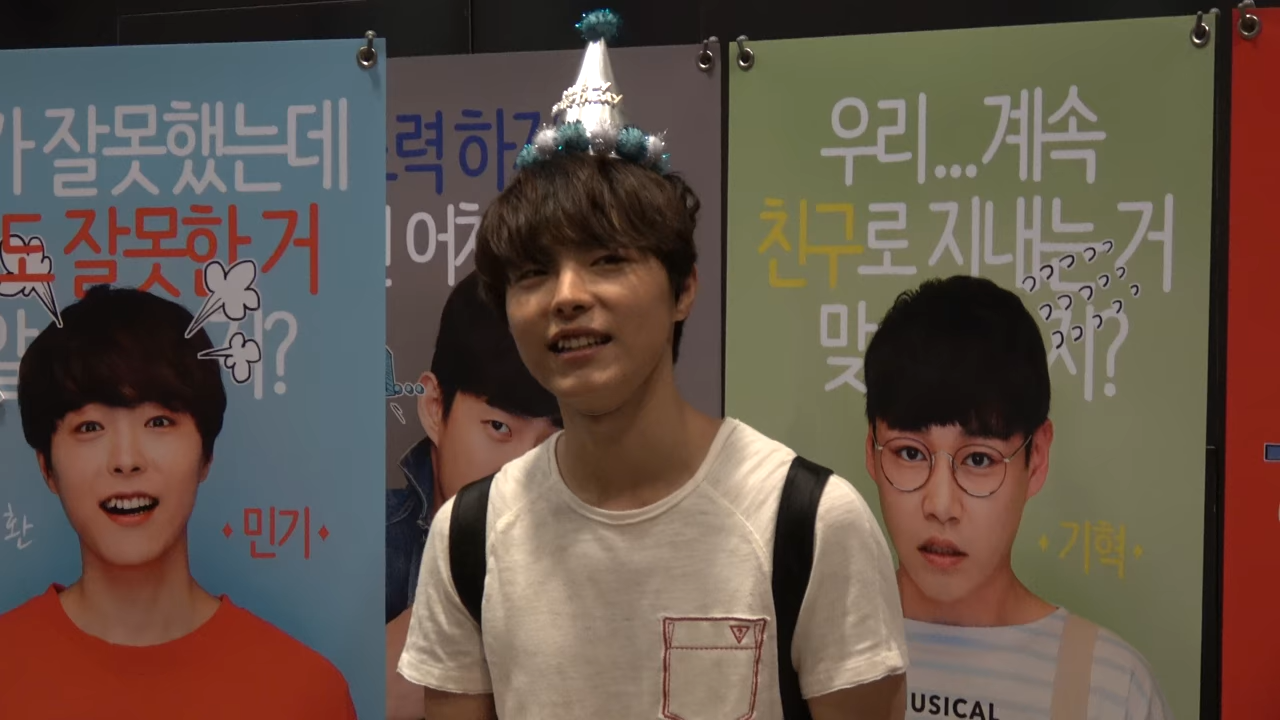 잘못했는데
도 잘못한 거
지?
환
민기
력 하
어
우리...계속
친구로 지내는 거
맞 지?
기혁
USICAL